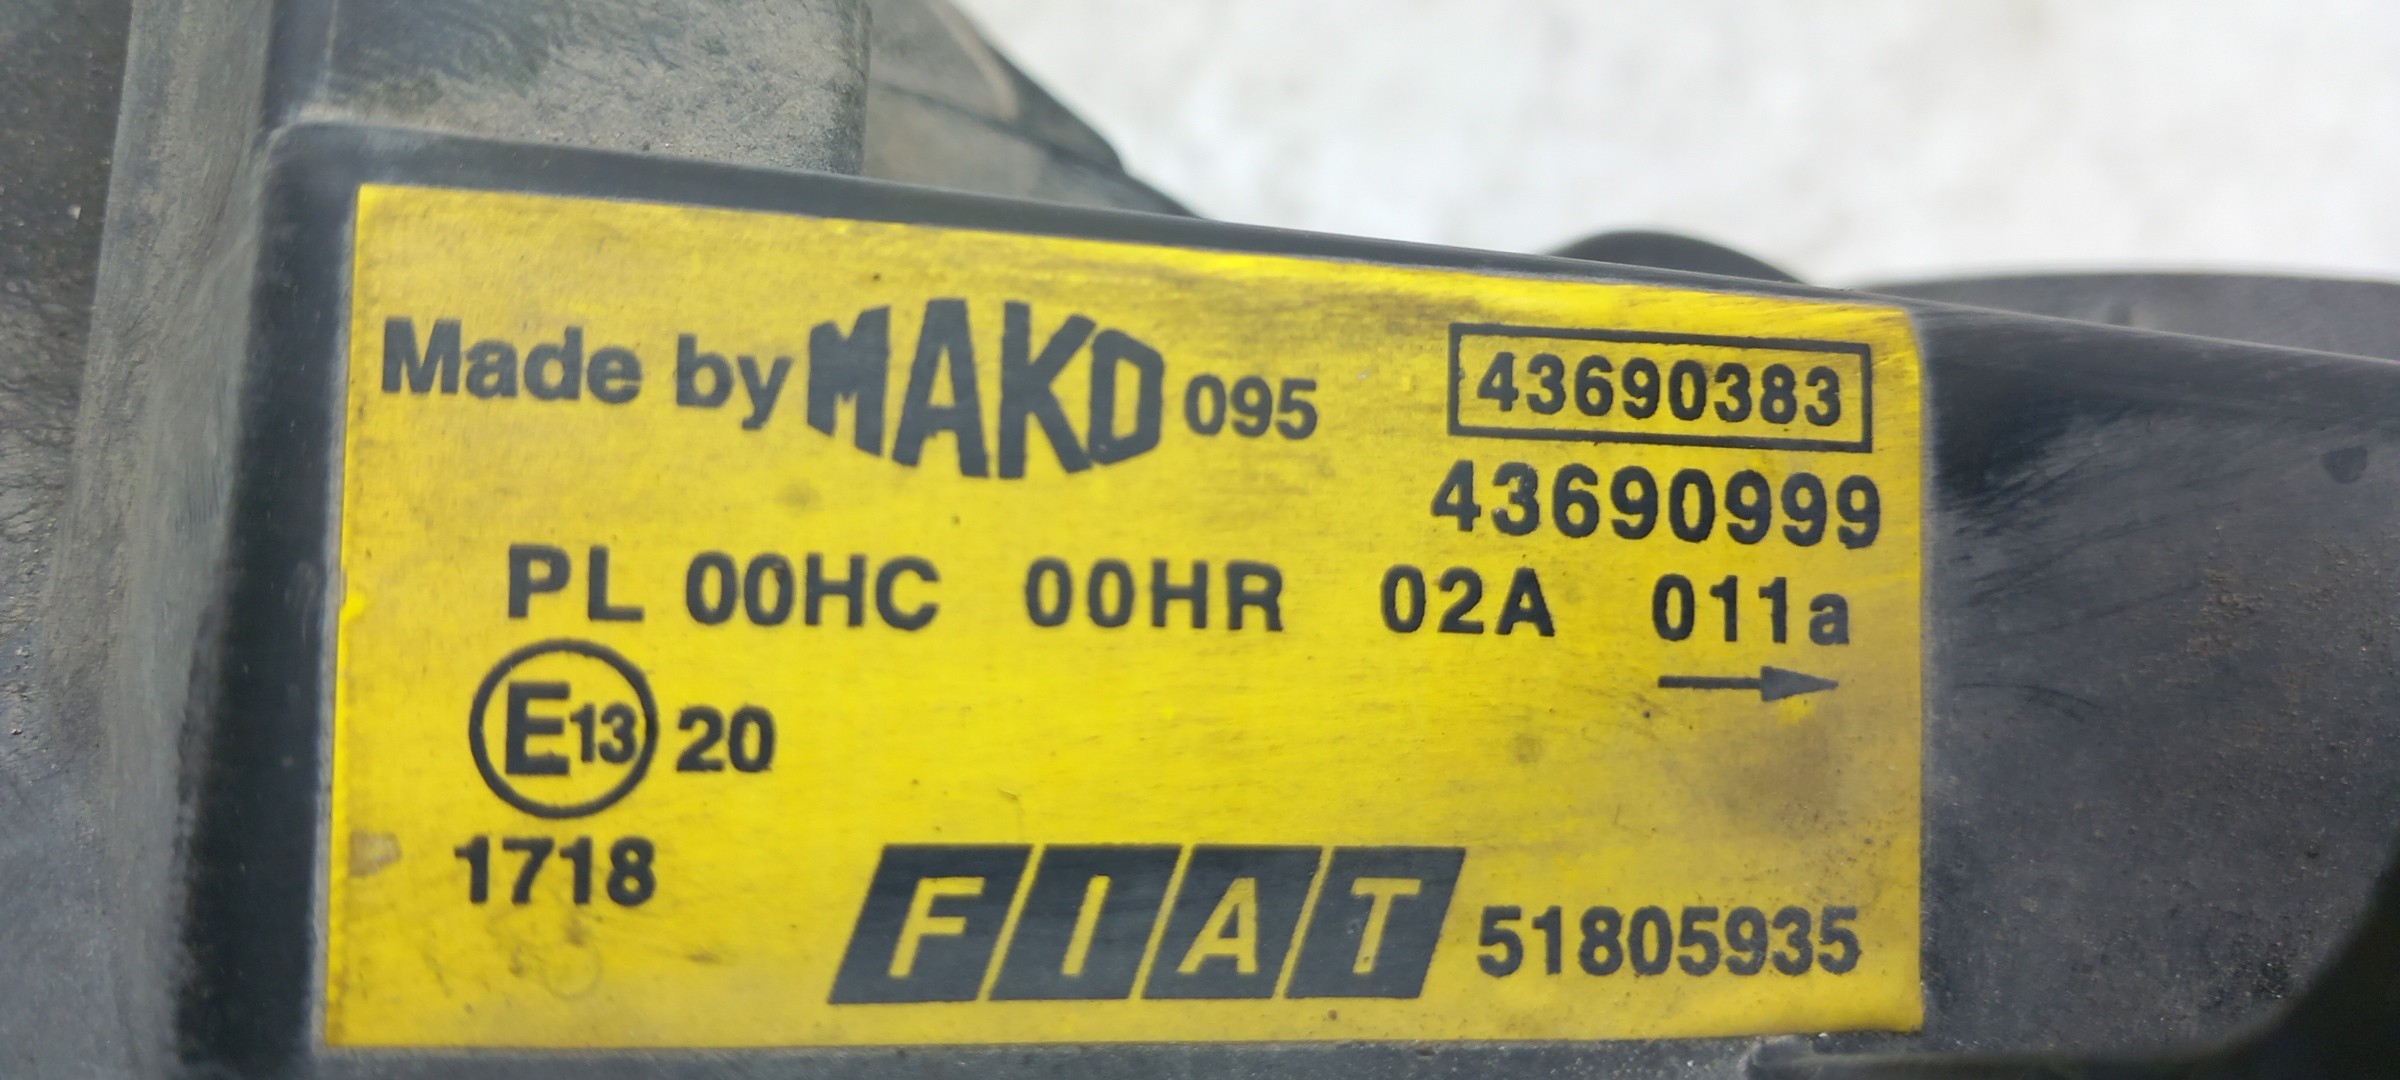 Made by MAKO 095 43690383
43690999
PL 00HC 00HR 02A 011a
E13 20
1718
FIAT 51805935